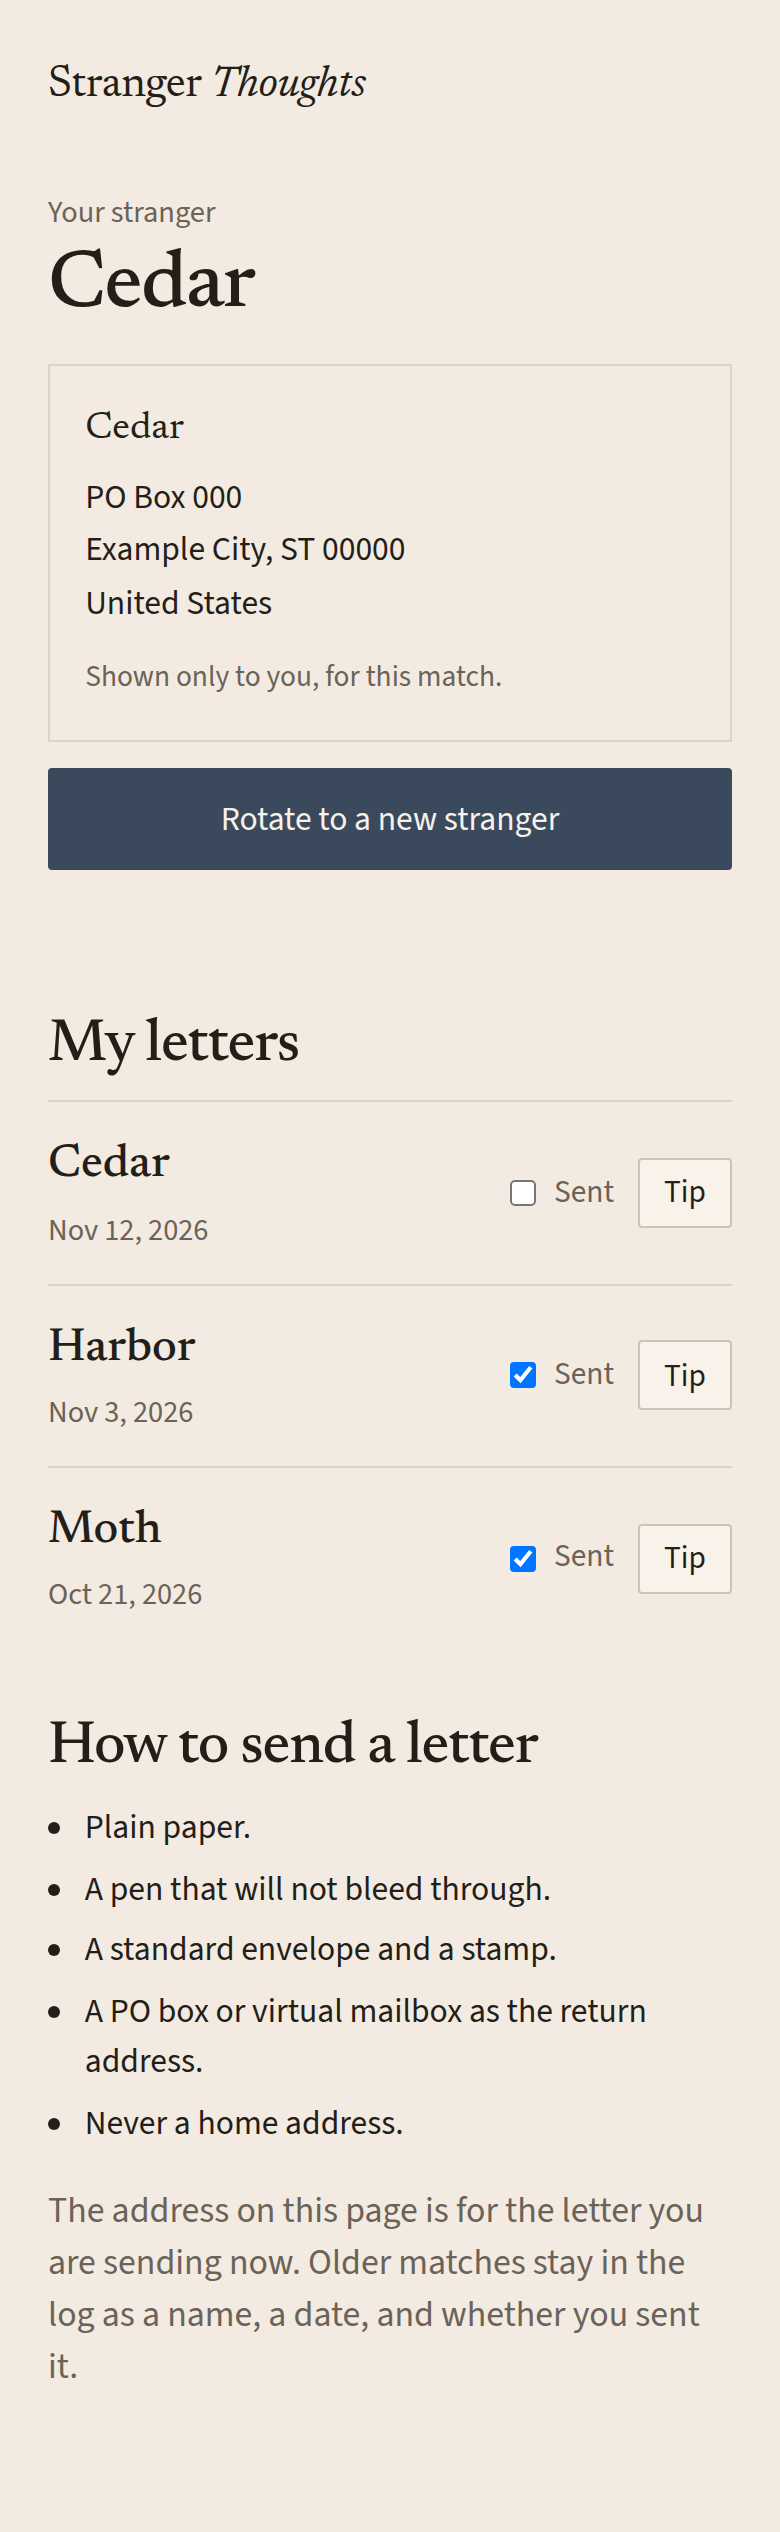 Stranger Thoughts
Your stranger
Cedar
Cedar
PO Box 000
Example City, ST 00000
United States
Shown only to you, for this match.
Rotate to a new stranger
My letters
Cedar
Sent Tip
Nov 12, 2026
Harbor
Sent Tip
Nov 3, 2026
Moth
Sent Tip
Oct 21, 2026
How to send a letter
Plain paper.
A pen that will not bleed through.
A standard envelope and a stamp.
A PO box or virtual mailbox as the return
address.
Never a home address.
The address on this page is for the letter you
are sending now. Older matches stay in the
log as a name, a date, and whether you sent
it.